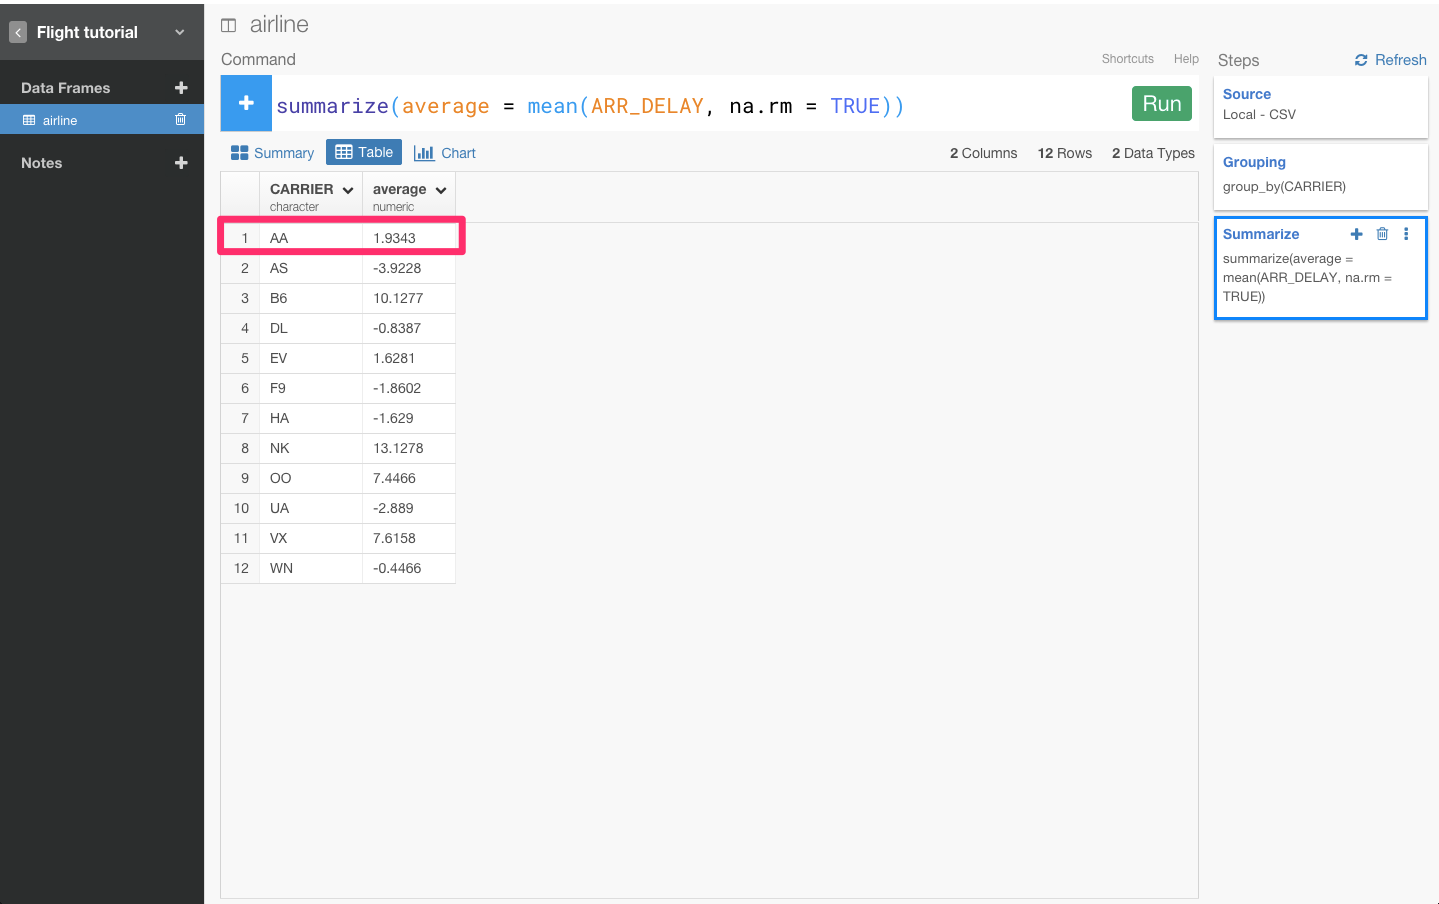 Flight tutorial
Data Frames
airline
Notes
airline
Command
Shortcuts Help
summarize(average = mean(ARR_DELAY, na.rm = TRUE))
Run
Summary Table Chart
2 Columns 12 Rows 2 Data Types
CARRIER average
character numeric
1 AA 1.9343
2 AS -3.9228
3 B6 10.1277
4 DL -0.8387
5 EV 1.6281
6 F9 -1.8602
7 HA -1.629
8 NK 13.1278
9 OO 7.4466
10 UA -2.889
11 VX 7.6158
12 WN -0.4466
Steps Refresh
Source
Local - CSV
Grouping
group_by(CARRIER)
Summarize
summarize(average =
mean(ARR_DELAY, na.rm =
TRUE))